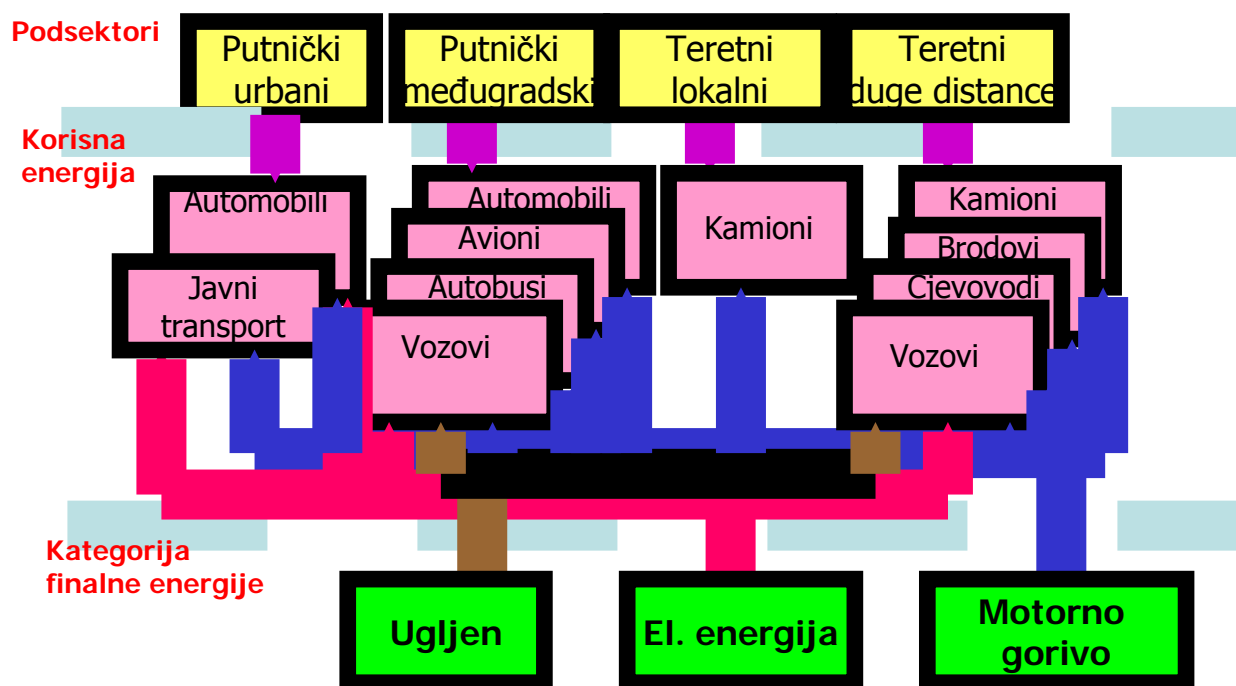 Podsektori
Putnički
urbani
Putnički
međugradski
Teretni
lokalni
Teretni
duge distance
Korisna
energija
Automobili
Javni
transport
Automobili
Avioni
Autobusi
Vozovi
Kamioni
Kamioni
Brodovi
Cjevovodi
Vozovi
Kategorija
finalne energije
Ugljen
El. energija
Motorno
gorivo